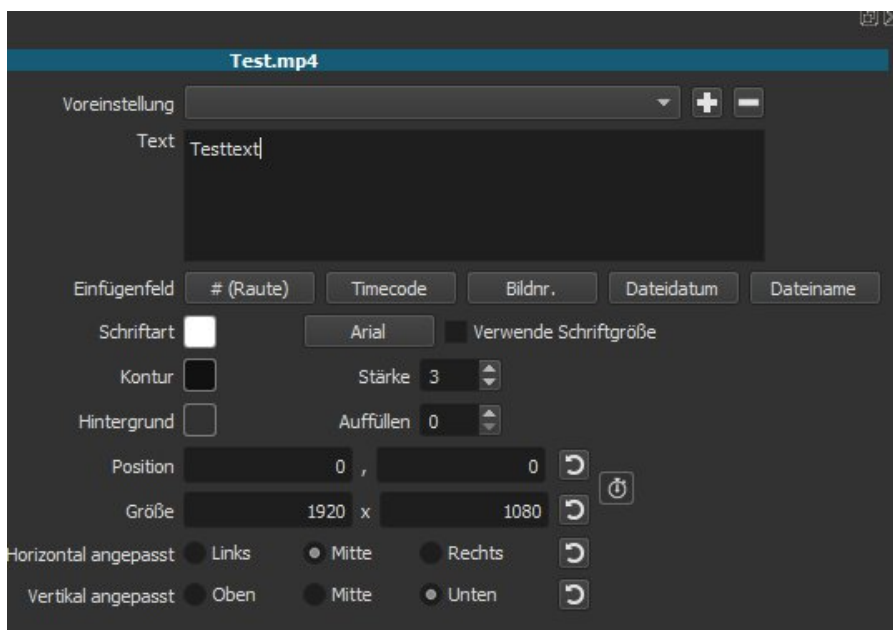 Test.mp4
Voreinstellung
Text Testtext
Einfügenfeld # (Raute) Timecode Bildnr. Dateidatum Dateiname
Schriftart Arial Verwende Schriftgröße
Kontur Stärke 3
Hintergrund Auffüllen 0
Position 0 , 0
Größe 1920 x 1080
Horizontal angepasst Links Mitte Rechts
Vertikal angepasst Oben Mitte Unten